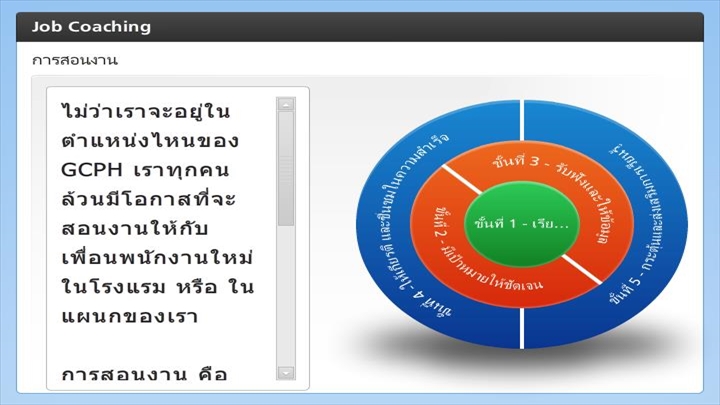 Job Coaching
การสอนงาน
ไม่ว่าเราจะอยู่ใน
ตำแหน่งไหนของ
GCPH เราทุกคน
ล้วนมีโอกาสที่จะ
สอนงานให้กับ
เพื่อนพนักงานใหม่
ในโรงแรม หรือ ใน
แผนกของเรา
การสอนงาน คือ
ขั้นที่ 1 - เรีย...
ขั้นที่ 2 - มีเป้าหมายให้ชัดเจน
ขั้นที่ 3 - รับฟังและให้ข้อมูล
ขั้นที่ 4 - ให้เกียรติ และชื่นชมในความสำเร็จ
ขั้นที่ 5 - กระตุ้นและส่งเสริมการเรียนรู้